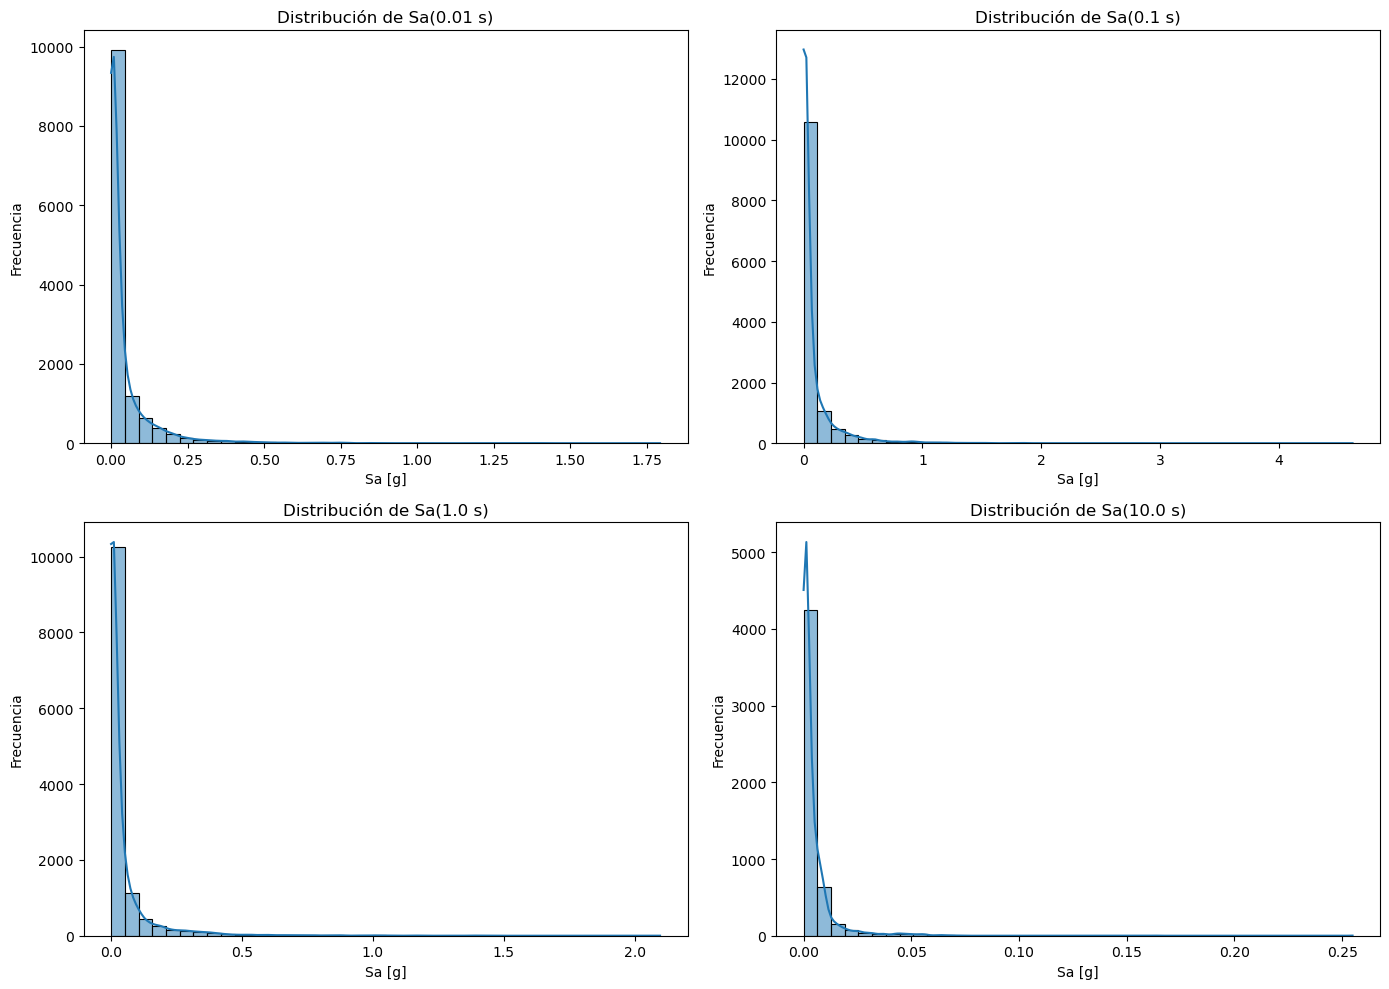 Distribución de Sa(0.01 s)
10000
8000
6000
4000
2000
0
Frecuencia
0.00 0.25 0.50 0.75 1.00 1.25 1.50 1.75
Sa [g]
Distribución de Sa(0.1 s)
12000
10000
8000
6000
4000
2000
0
Frecuencia
0 1 2 3 4
Sa [g]
Distribución de Sa(1.0 s)
10000
8000
6000
4000
2000
0
Frecuencia
0.0 0.5 1.0 1.5 2.0
Sa [g]
Distribución de Sa(10.0 s)
5000
4000
3000
2000
1000
0
Frecuencia
0.00 0.05 0.10 0.15 0.20 0.25
Sa [g]